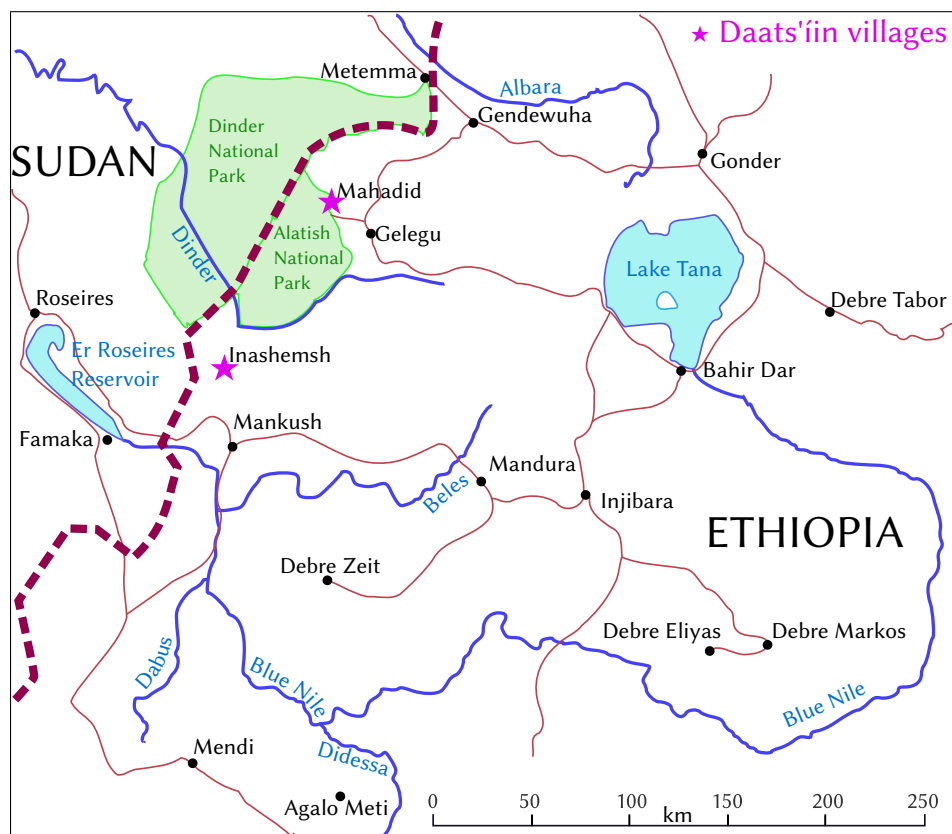 ★ Daats'íin villages
Metemma
Albara
Gendewuha
Dinder
National
Park
SUDAN
Gonder
Mahadid
Alatish
National
Park
Gelegu
Dinder
Lake Tana
Roseires
Debre Tabor
Er Roseires
Reservoir
Inashemsh
Bahir Dar
Famaka
Mankush
Mandura
Beles
Injibara
ETHIOPIA
Debre Zeit
Debre Eliyas
Debre Markos
Dabus
Blue Nile
Blue Nile
Didessa
Mendi
Agalo Meti
0 50 100 150 200 250
km